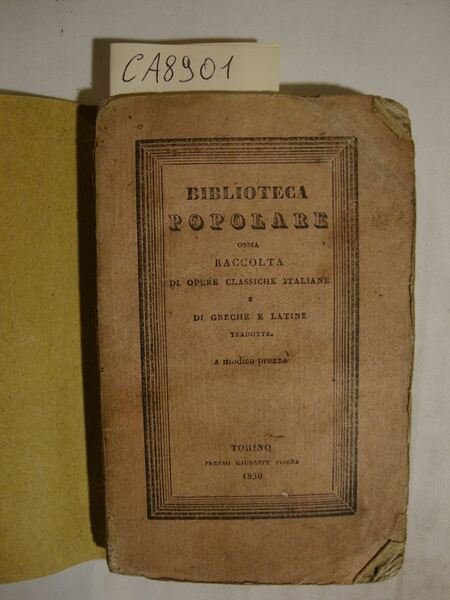 CA8901
BIBLIOTECA
POPOLARE
OSSIA
RACCOLTA
DI OPERE CLASSICHE ITALIANE
E
DI GRECHE E LATINE
TRADOTTE.
a modico prezzo
TORINO
PRESSO GIUSEPPE POMBA
1830